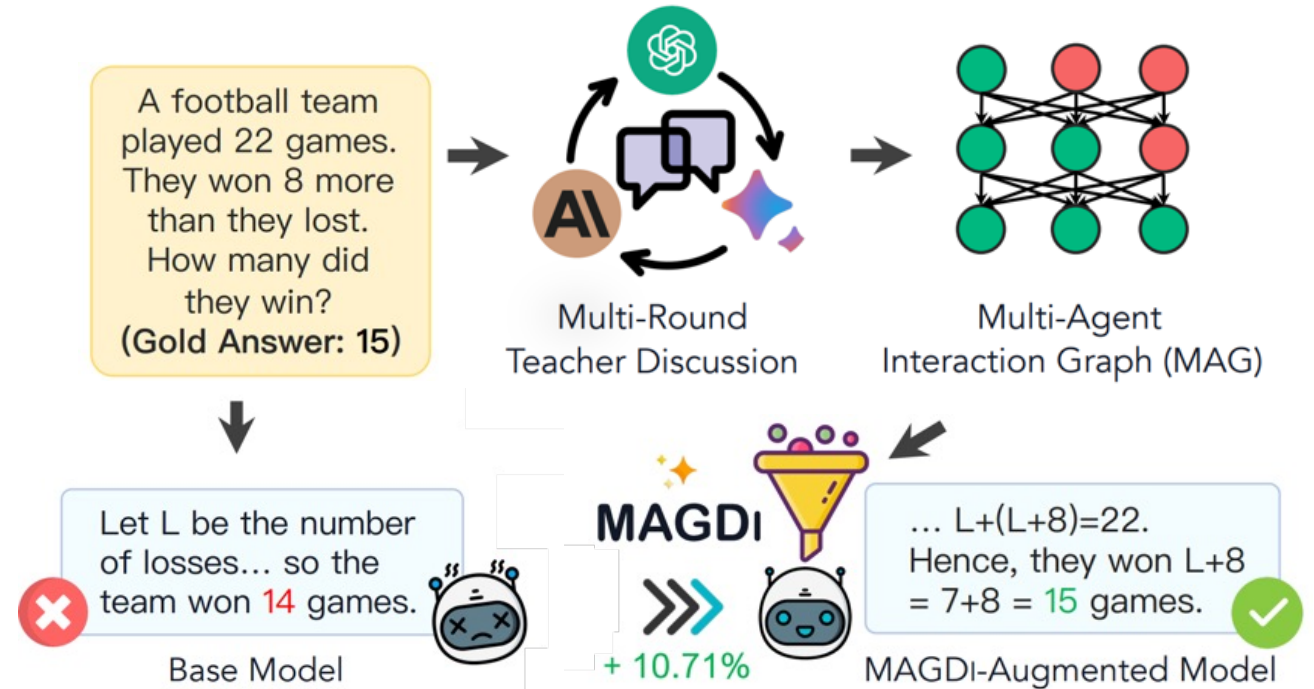 A football team
played 22 games.
They won 8 more
than they lost.
How many did
they win?
(Gold Answer: 15)
A\
Multi-Round
Teacher Discussion
Multi-Agent
Interaction Graph (MAG)
Let L be the number
of losses... so the
team won 14 games.
Base Model
MAGDI
+ 10.71%
... L+(L+8)=22.
Hence, they won L+8
= 7+8 = 15 games.
MAGDI-Augmented Model